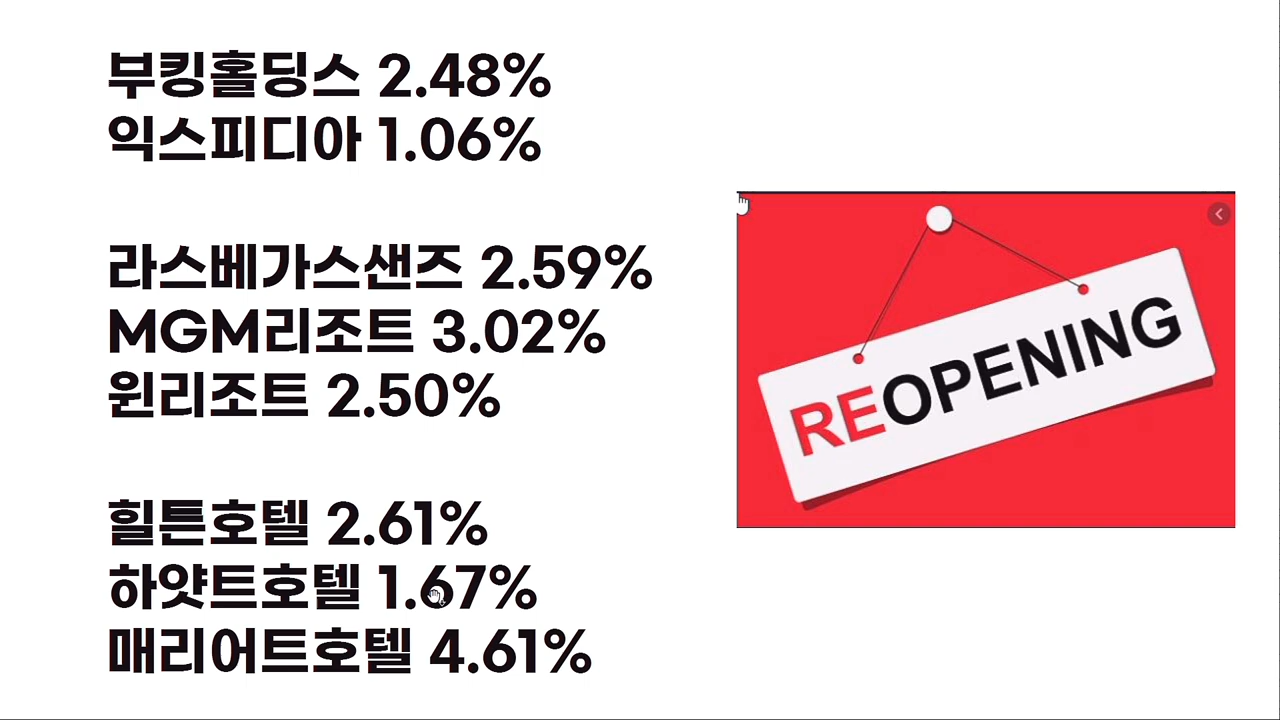 부킹홀딩스 2.48%
익스피디아 1.06%
라스베가스샌즈 2.59%
MGM리조트 3.02%
윈리조트 2.50%
힐튼호텔 2.61%
하얏트호텔 1.67%
매리어트호텔 4.61%
REOPENING